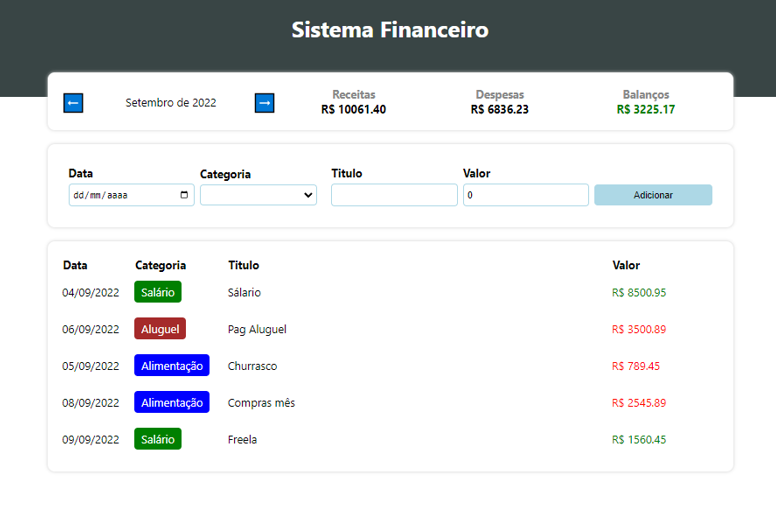 Sistema Financeiro
← Setembro de 2022 → Receitas Despesas Balanços
R$ 10061.40 R$ 6836.23 R$ 3225.17
Data Categoria Titulo Valor
dd/mm/aaaa 0 Adicionar
Data Categoria Titulo Valor
04/09/2022 Salário Sálario R$ 8500.95
06/09/2022 Aluguel Pag Aluguel R$ 3500.89
05/09/2022 Alimentação Churrasco R$ 789.45
08/09/2022 Alimentação Compras mês R$ 2545.89
09/09/2022 Salário Freela R$ 1560.45